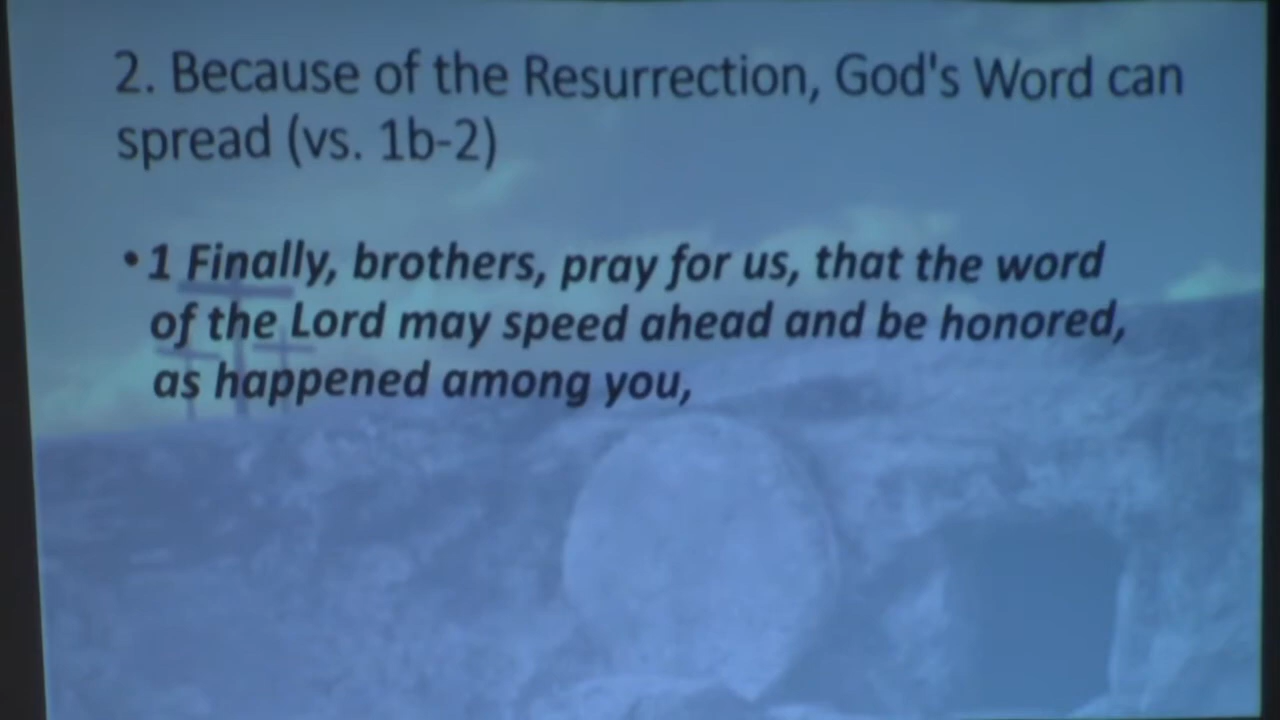 2. Because of the Resurrection, God's Word can
spread (vs. 1b-2)
• 1 Finally, brothers, pray for us, that the word
of the Lord may speed ahead and be honored,
as happened among you,